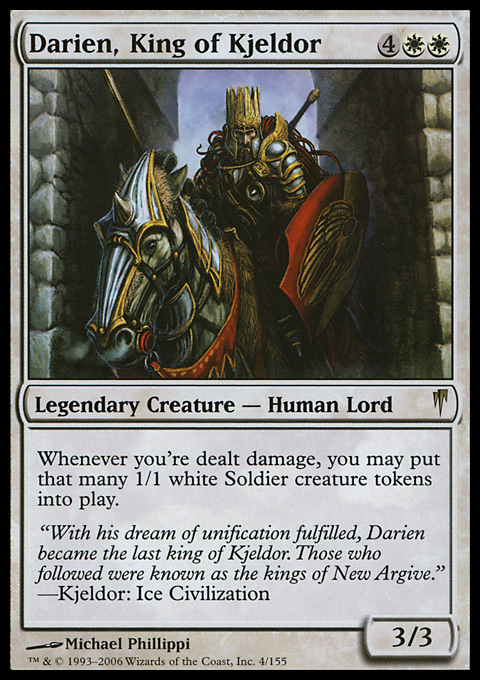 Darien, King of Kjeldor 4
Legendary Creature — Human Lord
Whenever you're dealt damage, you may put
that many 1/1 white Soldier creature tokens
into play.
“With his dream of unification fulfilled, Darien
became the last king of Kjeldor. Those who
followed were known as the kings of New Argive.”
—Kjeldor: Ice Civilization
3/3
Michael Phillippi
™ & © 1993–2006 Wizards of the Coast, Inc. 4/155